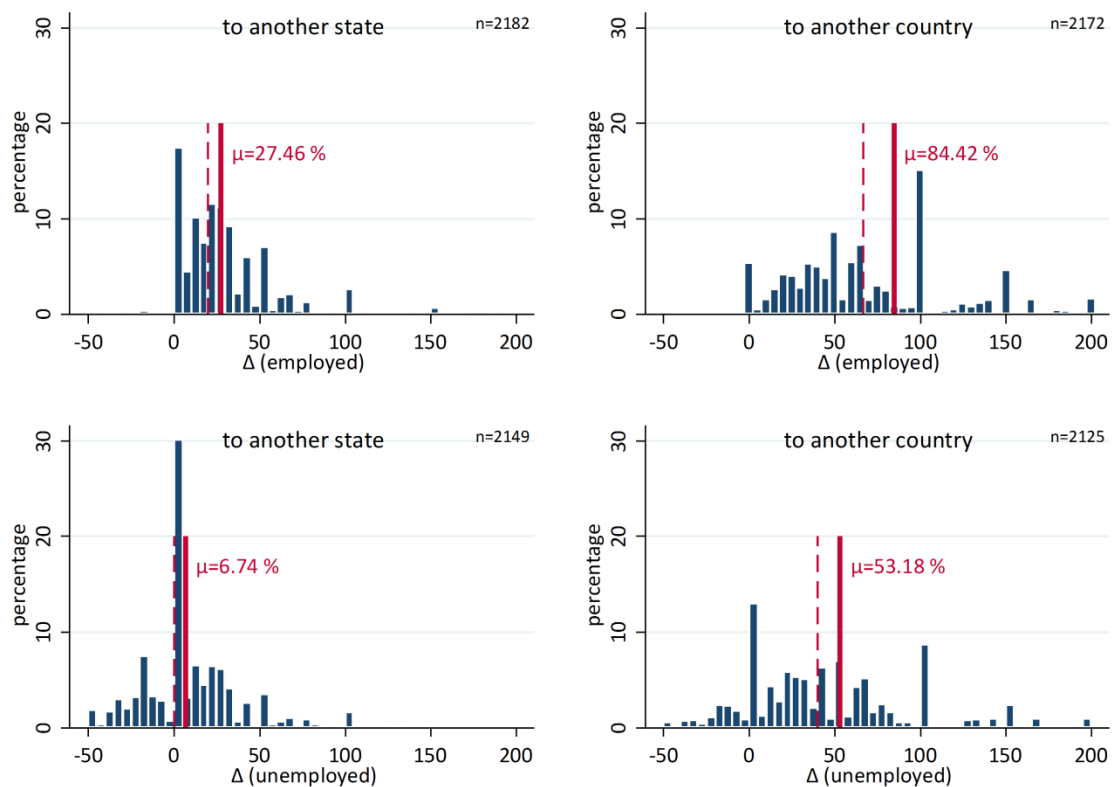 to another state
n=2182
percentage
30
20
10
0
μ=27.46 %
-50 0 50 100 150 200
Δ (employed)
to another country
n=2172
percentage
30
20
10
0
μ=84.42 %
-50 0 50 100 150 200
Δ (employed)
to another state
n=2149
percentage
30
20
10
0
μ=6.74 %
-50 0 50 100 150 200
Δ (unemployed)
to another country
n=2125
percentage
30
20
10
0
μ=53.18 %
-50 0 50 100 150 200
Δ (unemployed)